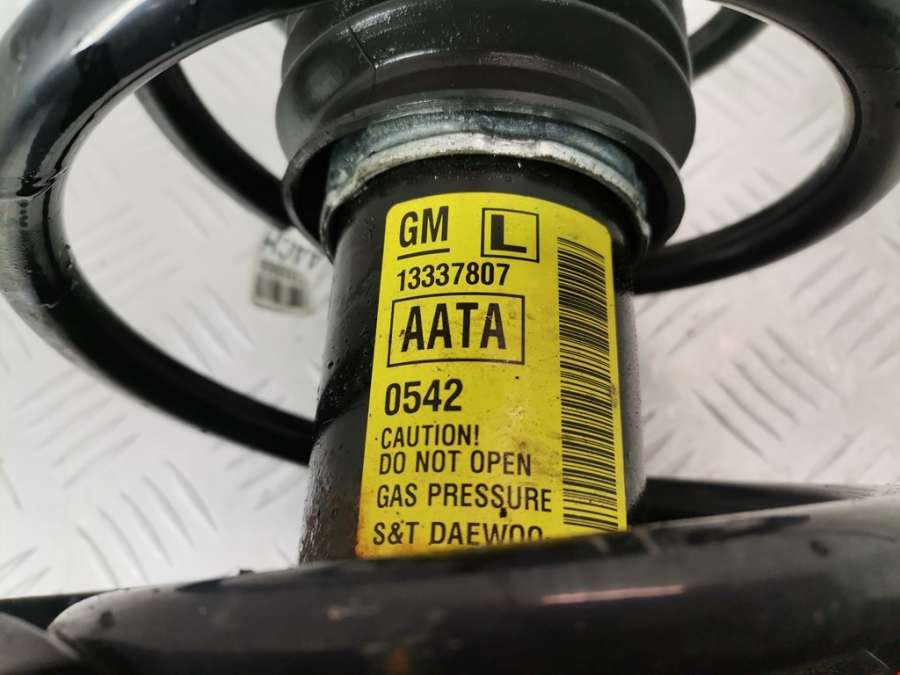 GM L
13337807
AATA
0542
CAUTION!
DO NOT OPEN
GAS PRESSURE
S&T DAEWOO